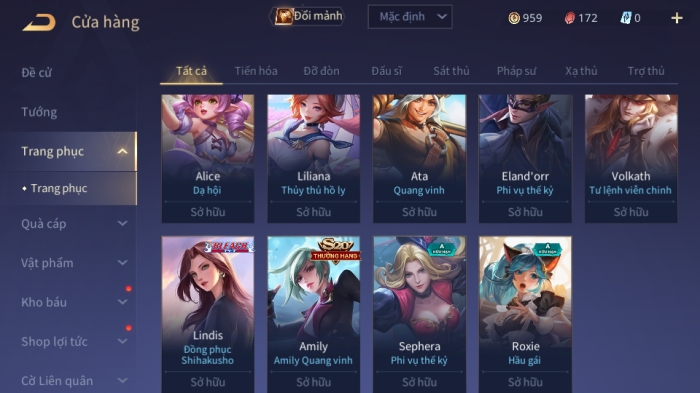 Cửa hàng
Đổi mảnh
Mặc định
959
172
0
Đề cử
Tướng
Trang phục
Trang phục
Quà cáp
Vật phẩm
Kho báu
Shop lợi tức
Cờ Liên quân
Tất cả
Tiến hóa
Đỡ đòn
Đấu sĩ
Sát thủ
Pháp sư
Xạ thủ
Trợ thủ
Alice
Dạ hội
Sở hữu
Liliana
Thủy thủ hồ ly
Sở hữu
Ata
Quang vinh
Sở hữu
Eland'orr
Phi vụ thế kỷ
Sở hữu
Volkath
Tư lệnh viễn chinh
Sở hữu
BLEACH
Lindis
Đồng phục
Shihakusho
Sở hữu
S20
THƯỞNG HẠNG
Amily
Amily Quang vinh
Sở hữu
A
HỮU HẠN
Sephera
Phi vụ thế kỷ
Sở hữu
A
HỮU HẠN
Roxie
Hầu gái
Sở hữu